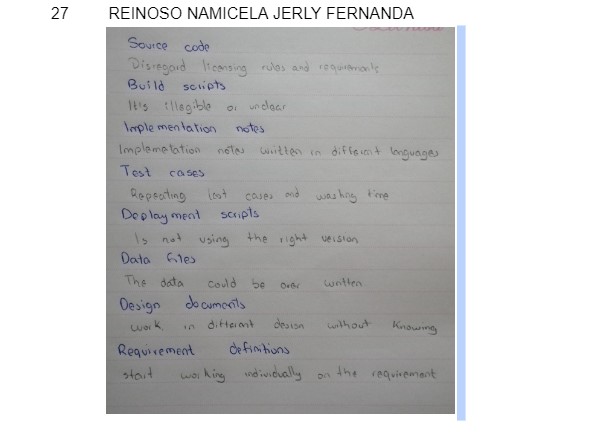 27 REINOSO NAMICELA JERLY FERNANDA
Source code
Disregard licensing rules and requirements
Build scripts
It's illegible or unclear
Implementation notes
Implemetation notes written in different languages
Test cases
Repeating test cases and wasting time
Deployment scripts
Is not using the right version
Data files
The data could be over written
Design documents
work in different design without Knowing
Requirement definitions
start working individually on the requirement